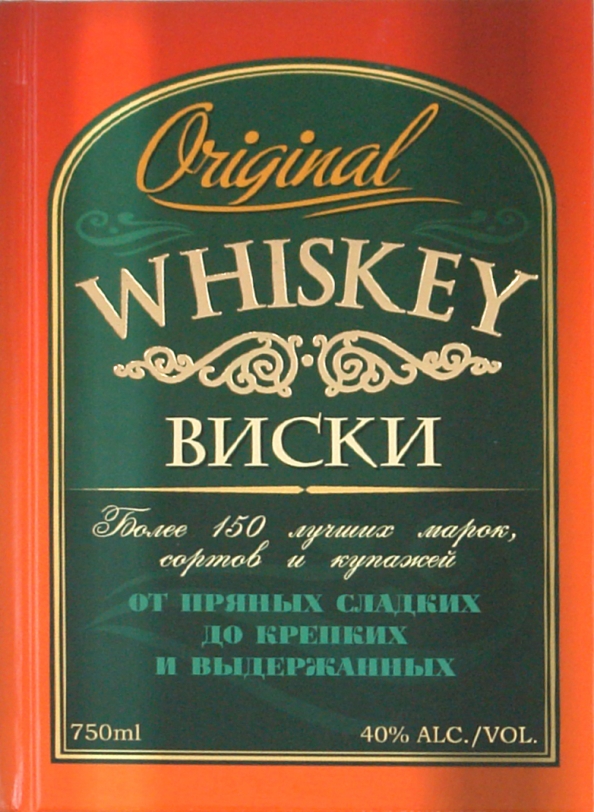 Original
WHISKEY
ВИСКИ
Более 150 лучших марок,
сортов и купажей
ОТ ПРЯНЫХ СЛАДКИХ
ДО КРЕПКИХ
И ВЫДЕРЖАННЫХ
750ml 40% ALC./VOL.